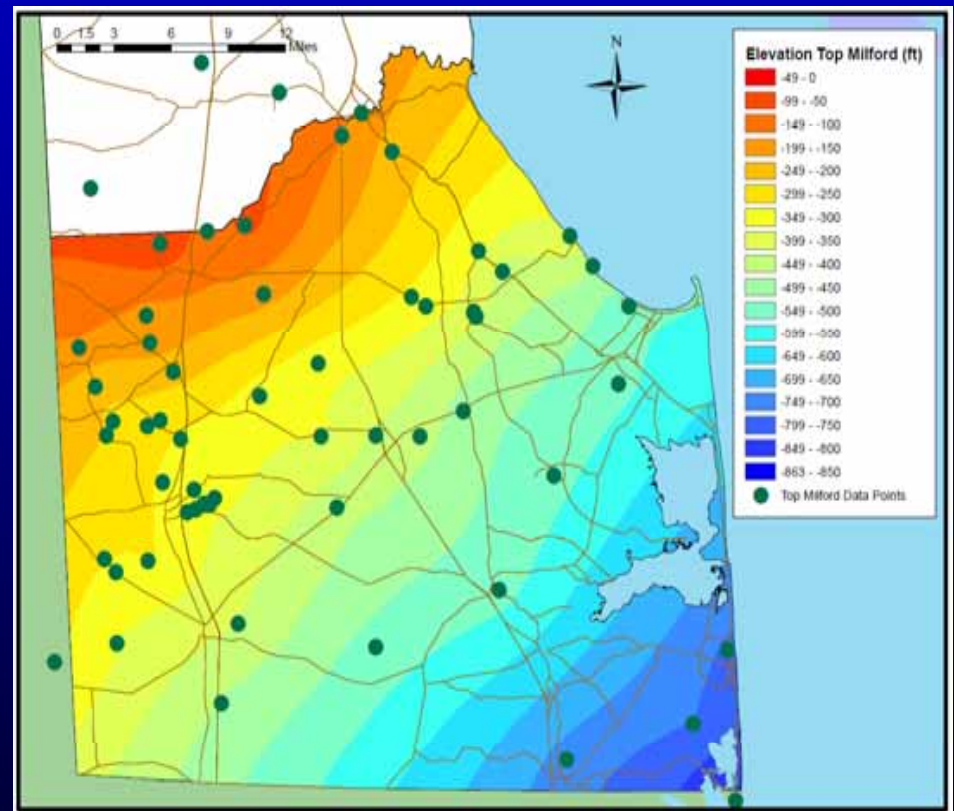 0 1.5 3 6 9 12
Miles
N
Elevation Top Milford (ft)
-49 - 0
-99 - -50
-149 - -100
-199 - -150
-249 - -200
-299 - -250
-349 - -300
-399 - -350
-449 - -400
-499 - -450
-549 - -500
-599 - -550
-649 - -600
-699 - -650
-749 - -700
-799 - -750
-849 - -800
-863 - -850
Top Milford Data Points